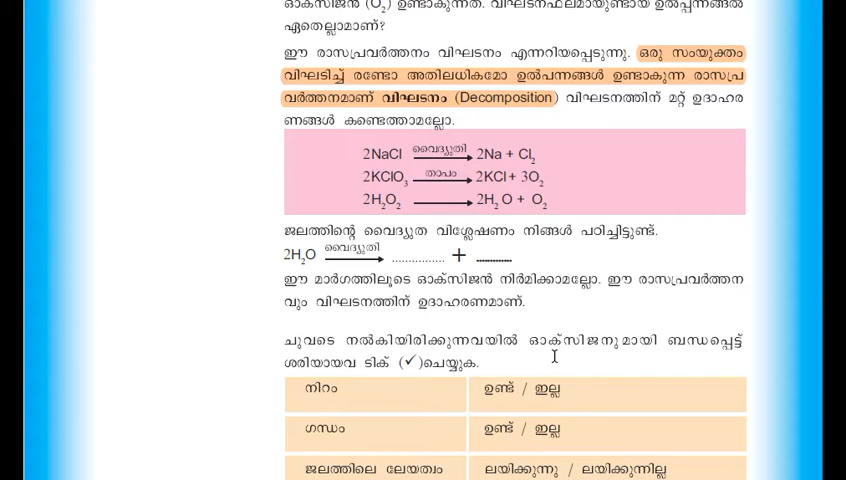 ഓക്സിജൻ (O₂) ഉണ്ടാകുന്നത്. വിഘടനഫലമായുണ്ടായ ഉൽപ്പന്നങ്ങൽ
ഏതെല്ലാമാണ്?
ഈ രാസപ്രവർത്തനം വിഘടനം എന്നറിയപ്പെടുന്നു. ഒരു സംയുക്തം
വിഘടിച്ച് രണ്ടോ അതിലധികമോ ഉൽപന്നങ്ങൾ ഉണ്ടാകുന്ന രാസപ്ര
വർത്തനമാണ് വിഘടനം (Decomposition) വിഘടനത്തിന് മറ്റ് ഉദാഹര
ണങ്ങൾ കണ്ടെത്താമല്ലോ.
2NaCl വൈദ്യുതി → 2Na + Cl₂
2KClO₃ താപം → 2KCl + 3O₂
2H₂O₂ → 2H₂O + O₂
ജലത്തിന്റെ വൈദ്യുത വിശ്ലേഷണം നിങ്ങൾ പഠിച്ചിട്ടുണ്ട്.
2H₂O വൈദ്യുതി → ................ + ............
ഈ മാർഗത്തിലൂടെ ഓക്സിജൻ നിർമിക്കാമല്ലോ. ഈ രാസപ്രവർത്തന
വും വിഘടനത്തിന് ഉദാഹരണമാണ്.
ചുവടെ നൽകിയിരിക്കുന്നവയിൽ ഓക്സിജനുമായി ബന്ധപ്പെട്ട്
ശരിയായവ ടിക് (✓)ചെയ്യുക.
നിറം ഉണ്ട് / ഇല്ല
ഗന്ധം ഉണ്ട് / ഇല്ല
ജലത്തിലെ ലേയത്വം ലയിക്കുന്നു / ലയിക്കുന്നില്ല